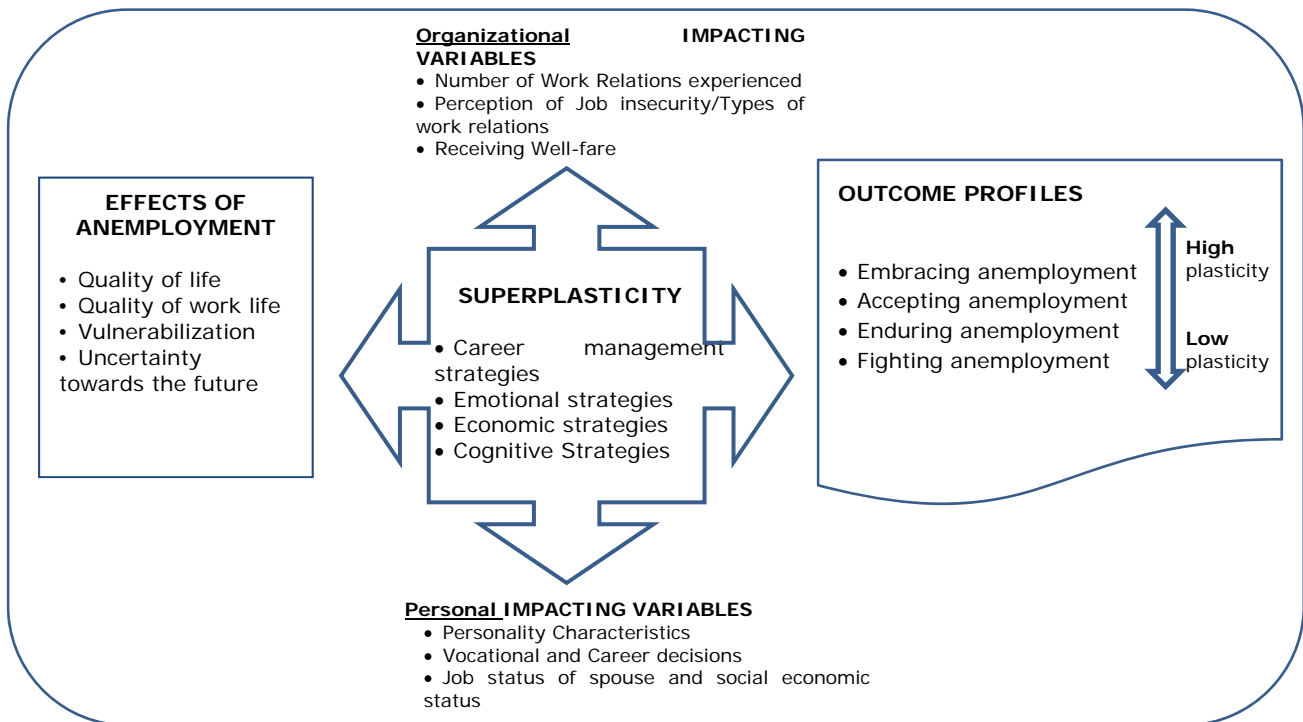 Organizational IMPACTING
VARIABLES
• Number of Work Relations experienced
• Perception of Job insecurity/Types of
work relations
• Receiving Well-fare
EFFECTS OF
ANEMPLOYMENT
• Quality of life
• Quality of work life
• Vulnerabilization
• Uncertainty
towards the future
SUPERPLASTICITY
• Career management
strategies
• Emotional strategies
• Economic strategies
• Cognitive Strategies
OUTCOME PROFILES
• Embracing anemployment
• Accepting anemployment
• Enduring anemployment
• Fighting anemployment
High
plasticity
Low
plasticity
Personal IMPACTING VARIABLES
• Personality Characteristics
• Vocational and Career decisions
• Job status of spouse and social economic
status